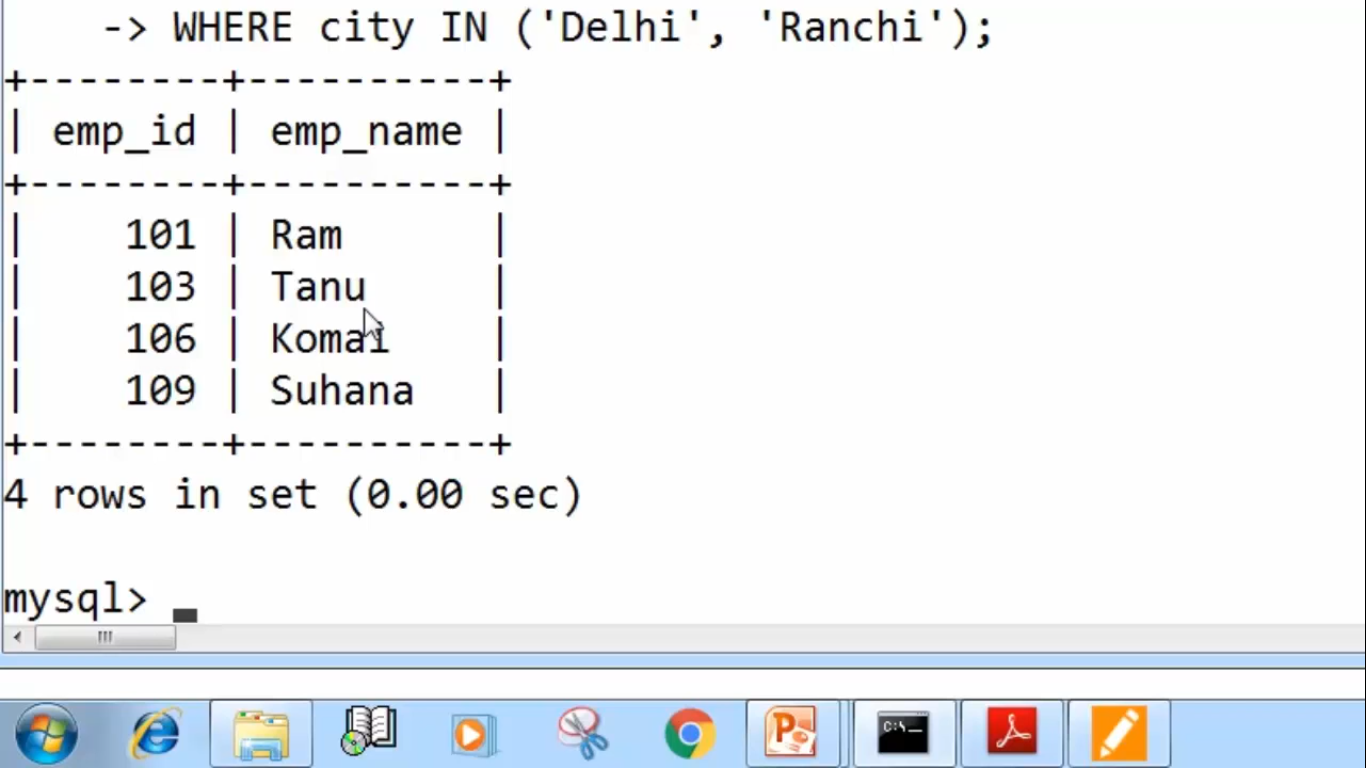 -> WHERE city IN ('Delhi', 'Ranchi');
+--------+----------+
| emp_id | emp_name |
+--------+----------+
| 101 | Ram |
| 103 | Tanu |
| 106 | Komal |
| 109 | Suhana |
+--------+----------+
4 rows in set (0.00 sec)
mysql>
C:\_